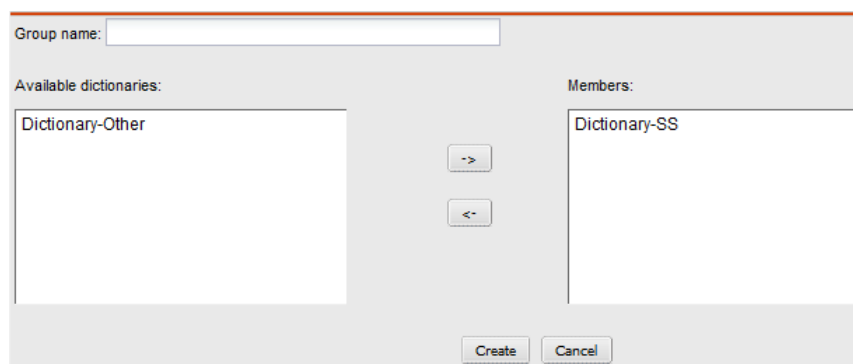 Group name:
Available dictionaries:
Members:
Dictionary-Other
Dictionary-SS
->
<-
Create
Cancel